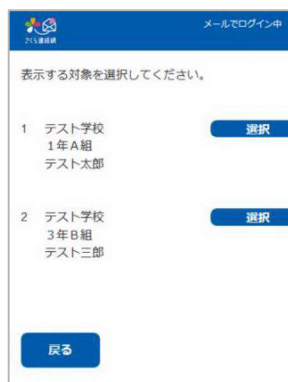 さくら連絡網
メールでログイン中
表示する対象を選択してください。
1 テスト学校 選択
1年A組
テスト太郎
2 テスト学校 選択
3年B組
テスト三郎
戻る